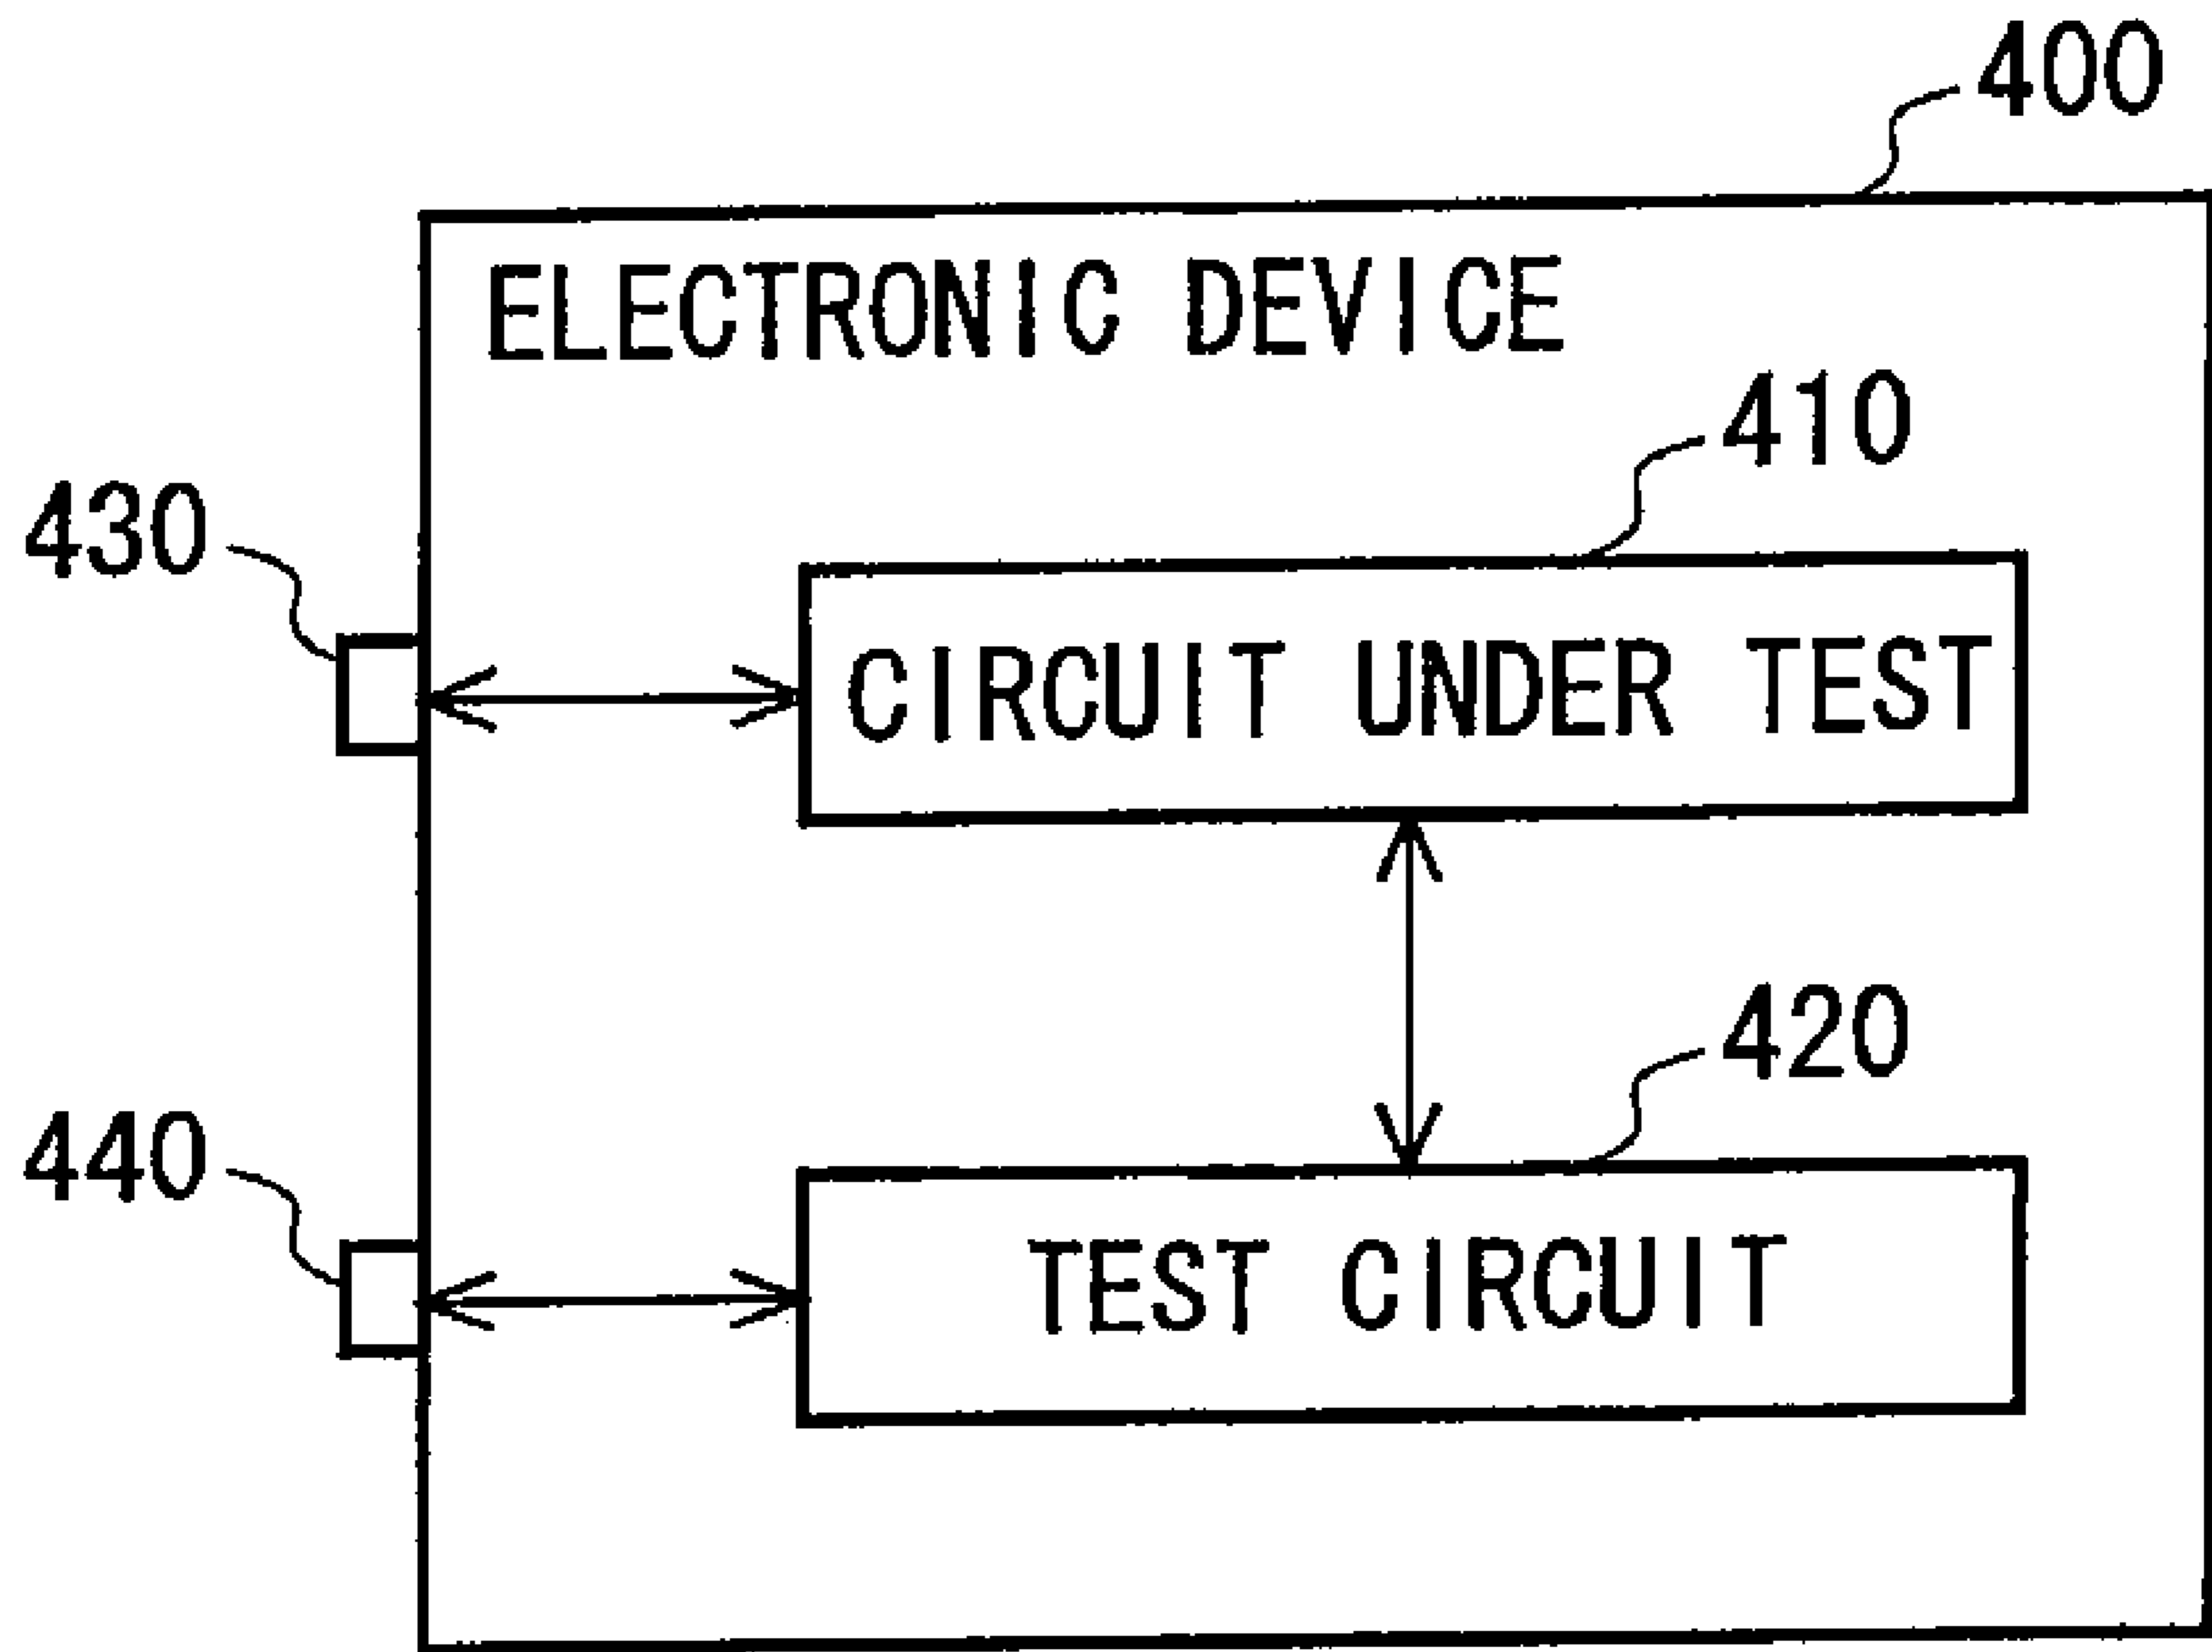 400
ELECTRONIC DEVICE
410
430
CIRCUIT UNDER TEST
420
440
TEST CIRCUIT